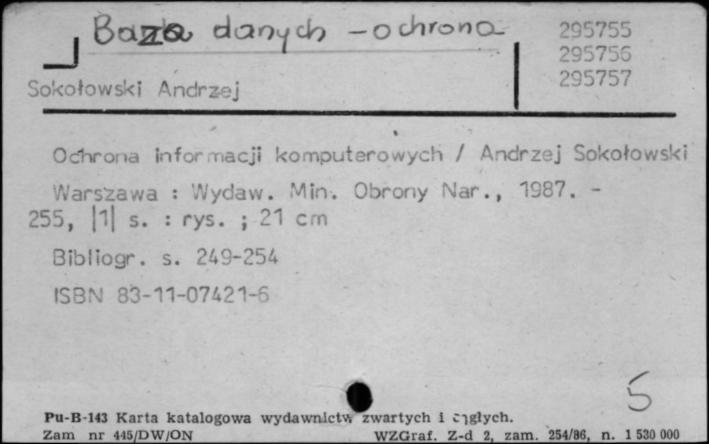 Baza danych - ochrona
295755
295756
295757
Sokołowski Andrzej
Ochrona informacji komputerowych / Andrzej Sokołowski
Warszawa : Wydaw. Min. Obrony Nar., 1987. -
255, |1| s. : rys. ; 21 cm
Bibliogr. s. 249-254
ISBN 83-11-07421-6
5
Pu-B-143 Karta katalogowa wydawnictw zwartych i ciągłych.
Zam nr 445/DW/ON WZGraf. Z-d 2, zam. 254/86, n. 1 530 000